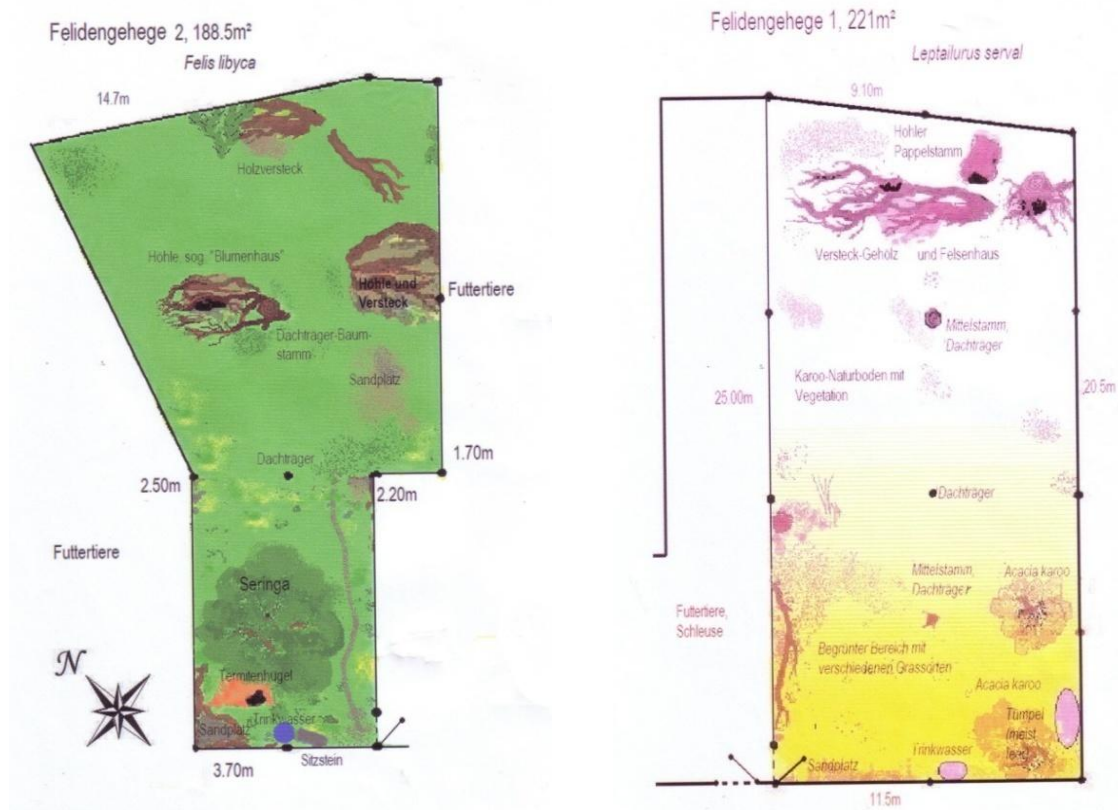 Felidengehege 2, 188.5m²
Felis libyca
14.7m
Holzversteck
Höhle, sog. "Blumenhaus"
Höhle und
Versteck
Futtertiere
Dachträger-Baum-
stamm
Sandplatz
Dachträger
1.70m
2.50m
2.20m
Futtertiere
Seringa
N
Termitenhügel
Trinkwasser
Sandplatz
Sitzstein
3.70m
Felidengehege 1, 221m²
Leptailurus serval
9.10m
Hohler
Pappelstamm
Versteck-Geholz und Felsenhaus
Mittelstamm,
Dachträger
Karoo-Naturboden mit
Vegetation
25.00m
20.5m
Dachträger
Mittelstamm,
Dachträger
Acacia karoo
Futtertiere,
Schleuse
Begrünter Bereich mit
verschiedenen Grassorten
Acacia karoo
Tümpel
(meist
leer)
Trinkwasser
Sandplatz
11.5m